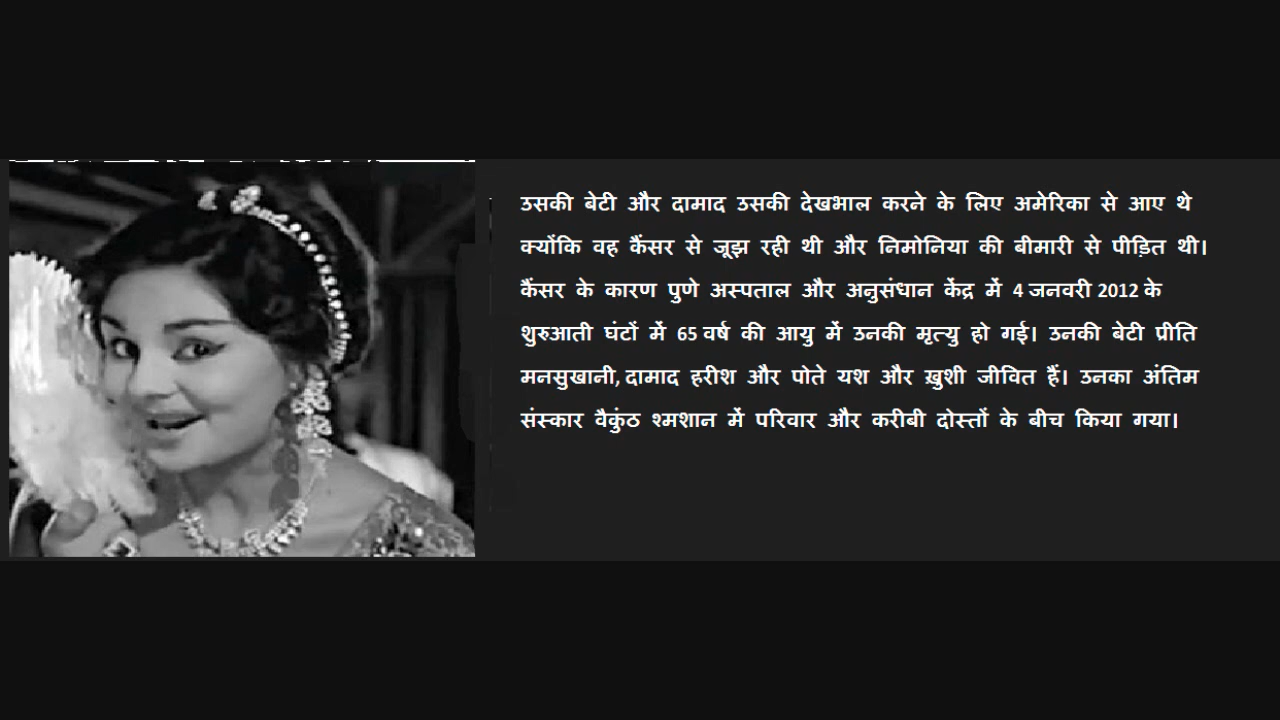 उसकी बेटी और दामाद उसकी देखभाल करने के लिए अमेरिका से आए थे
क्योंकि वह कैंसर से जूझ रही थी और निमोनिया की बीमारी से पीड़ित थी।
कैंसर के कारण पुणे अस्पताल और अनुसंधान केंद्र में 4 जनवरी 2012 के
शुरुआती घंटों में 65 वर्ष की आयु में उनकी मृत्यु हो गई। उनकी बेटी प्रीति
मनसुखानी, दामाद हरीश और पोते यश और ख़ुशी जीवित हैं। उनका अंतिम
संस्कार वैकुंठ श्मशान में परिवार और करीबी दोस्तों के बीच किया गया।